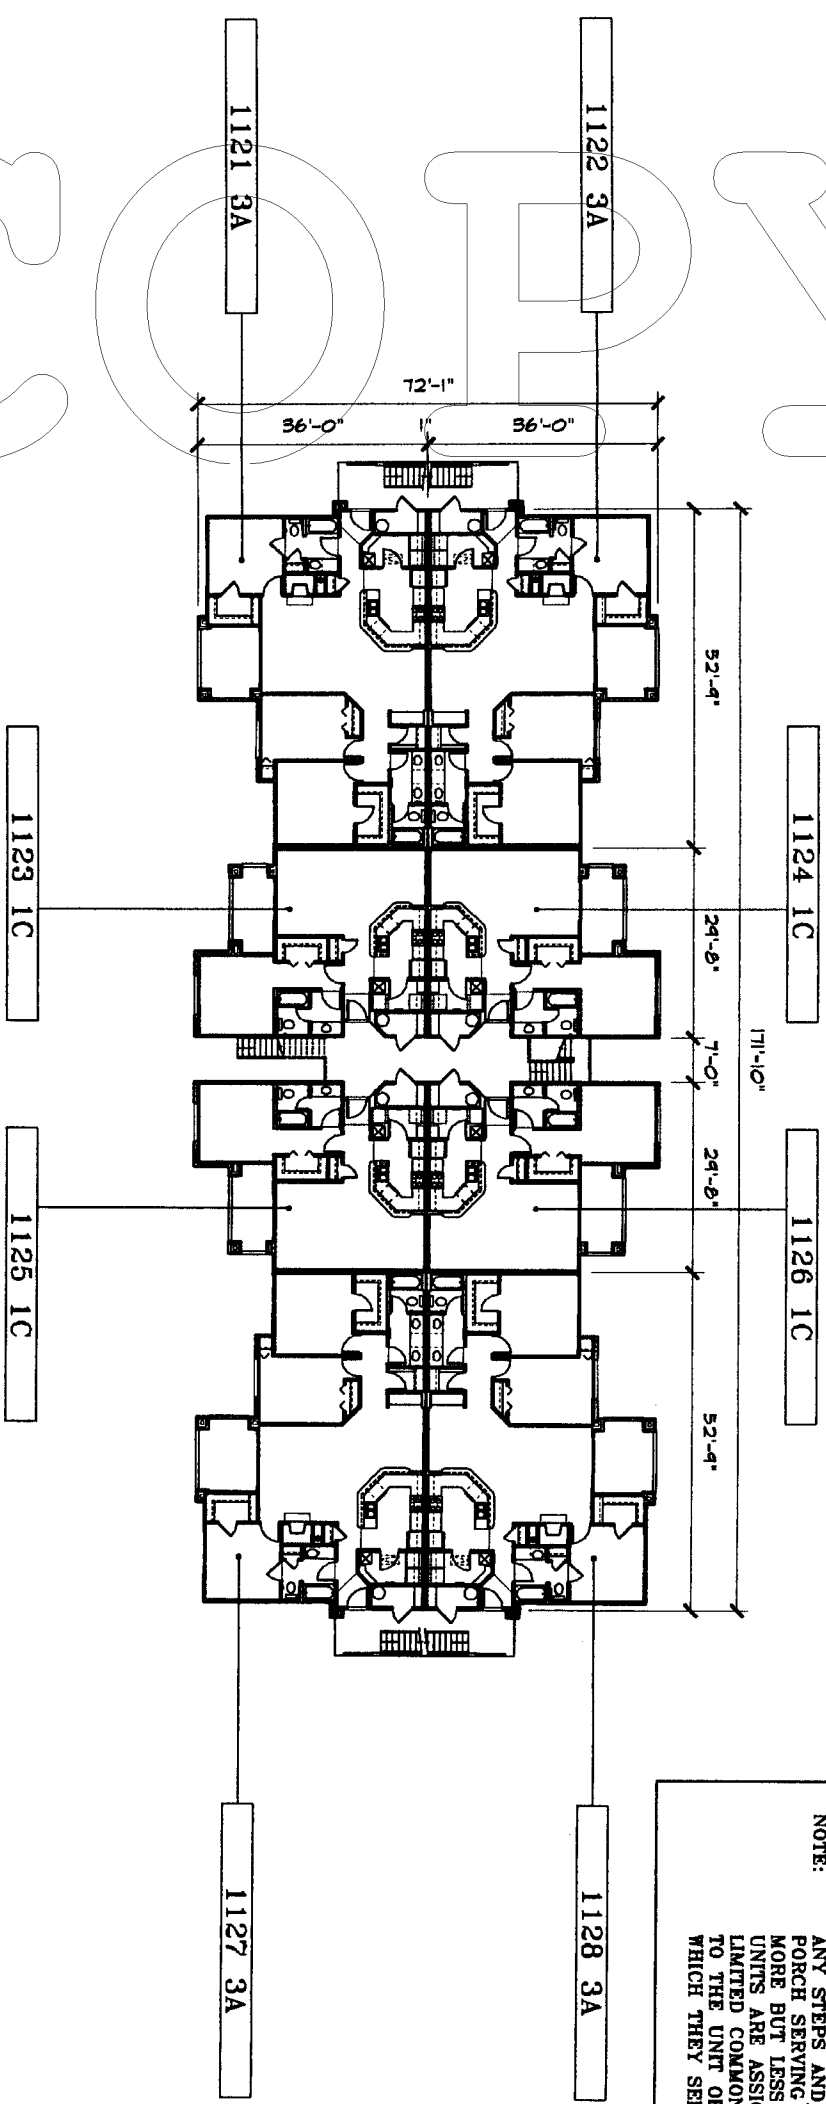 COPY
1121 3A
1122 3A
72'-1"
36'-0"
1"
36'-0"
52'-9"
1123 1C
1124 1C
29'-8"
7'-0"
171'-10"
29'-8"
1125 1C
1126 1C
52'-9"
1127 3A
1128 3A
NOTE:
ANY STEPS AND
PORCH SERVING
MORE BUT LESS
UNITS ARE
LIMITED COMMON
TO THE UNIT
WHICH THEY